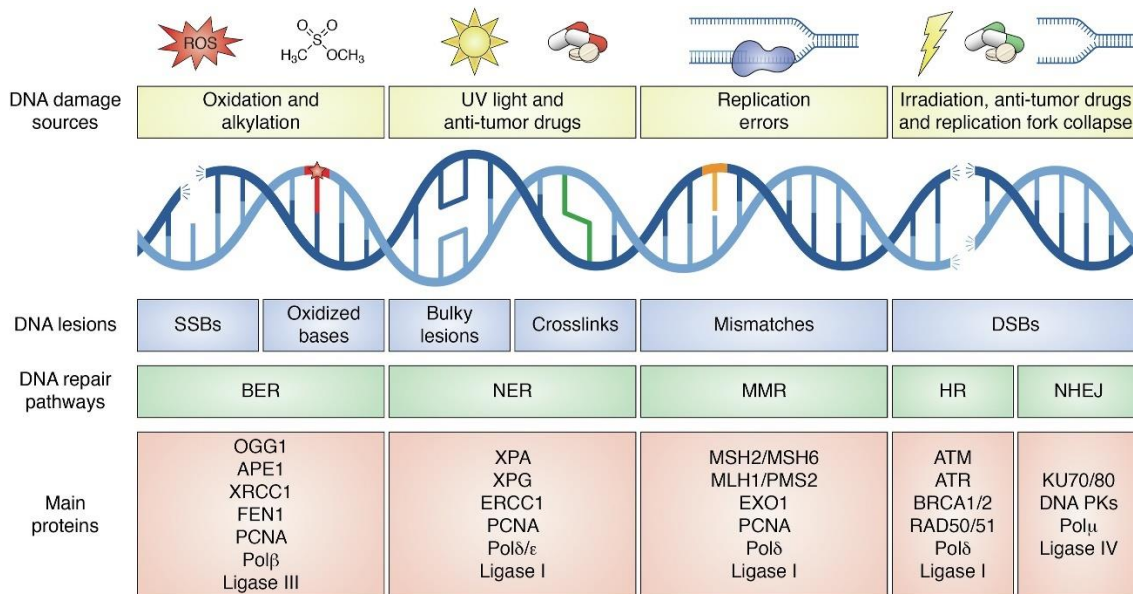 ROS
O O
S
H₃C OCH₃
DNA damage
sources
Oxidation and
alkylation
UV light and
anti-tumor drugs
Replication
errors
Irradiation, anti-tumor drugs
and replication fork collapse
DNA lesions
SSBs
Oxidized
bases
Bulky
lesions
Crosslinks
Mismatches
DSBs
DNA repair
pathways
BER
NER
MMR
HR
NHEJ
Main
proteins
OGG1
APE1
XRCC1
FEN1
PCNA
Polβ
Ligase III
XPA
XPG
ERCC1
PCNA
Polδ/ε
Ligase I
MSH2/MSH6
MLH1/PMS2
EXO1
PCNA
Polδ
Ligase I
ATM
ATR
BRCA1/2
RAD50/51
Polδ
Ligase I
KU70/80
DNA PKs
Polμ
Ligase IV